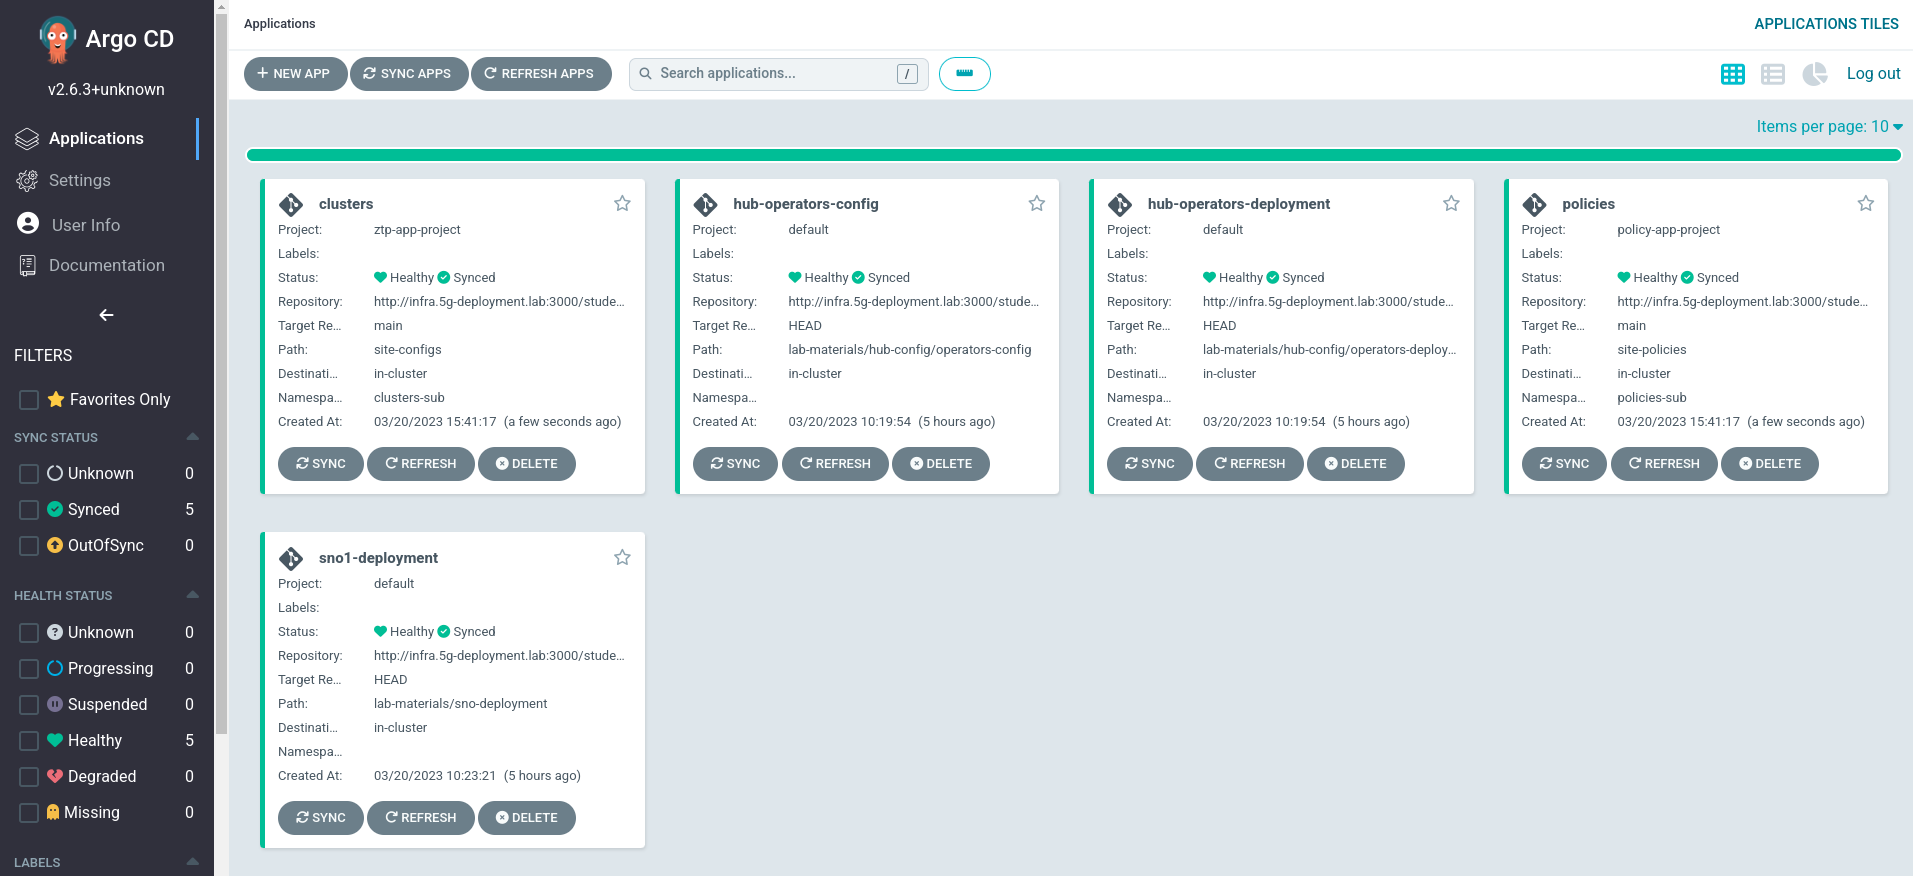 Argo CD
v2.6.3+unknown
Applications
Settings
User Info
Documentation
FILTERS
Favorites Only
SYNC STATUS
Unknown 0
Synced 5
OutOfSync 0
HEALTH STATUS
Unknown 0
Progressing 0
Suspended 0
Healthy 5
Degraded 0
Missing 0
LABELS
Applications
APPLICATIONS TILES
NEW APP SYNC APPS REFRESH APPS Search applications... / Log out
Items per page: 10
clusters
Project: ztp-app-project
Labels:
Status: Healthy Synced
Repository: http://infra.5g-deployment.lab:3000/stude...
Target Re... main
Path: site-configs
Destinati... in-cluster
Namespa... clusters-sub
Created At: 03/20/2023 15:41:17 (a few seconds ago)
SYNC REFRESH DELETE
hub-operators-config
Project: default
Labels:
Status: Healthy Synced
Repository: http://infra.5g-deployment.lab:3000/stude...
Target Re... HEAD
Path: lab-materials/hub-config/operators-config
Destinati... in-cluster
Namespa...
Created At: 03/20/2023 10:19:54 (5 hours ago)
SYNC REFRESH DELETE
hub-operators-deployment
Project: default
Labels:
Status: Healthy Synced
Repository: http://infra.5g-deployment.lab:3000/stude...
Target Re... HEAD
Path: lab-materials/hub-config/operators-deploy...
Destinati... in-cluster
Namespa...
Created At: 03/20/2023 10:19:54 (5 hours ago)
SYNC REFRESH DELETE
policies
Project: policy-app-project
Labels:
Status: Healthy Synced
Repository: http://infra.5g-deployment.lab:3000/stude...
Target Re... main
Path: site-policies
Destinati... in-cluster
Namespa... policies-sub
Created At: 03/20/2023 15:41:17 (a few seconds ago)
SYNC REFRESH DELETE
sno1-deployment
Project: default
Labels:
Status: Healthy Synced
Repository: http://infra.5g-deployment.lab:3000/stude...
Target Re... HEAD
Path: lab-materials/sno-deployment
Destinati... in-cluster
Namespa...
Created At: 03/20/2023 10:23:21 (5 hours ago)
SYNC REFRESH DELETE